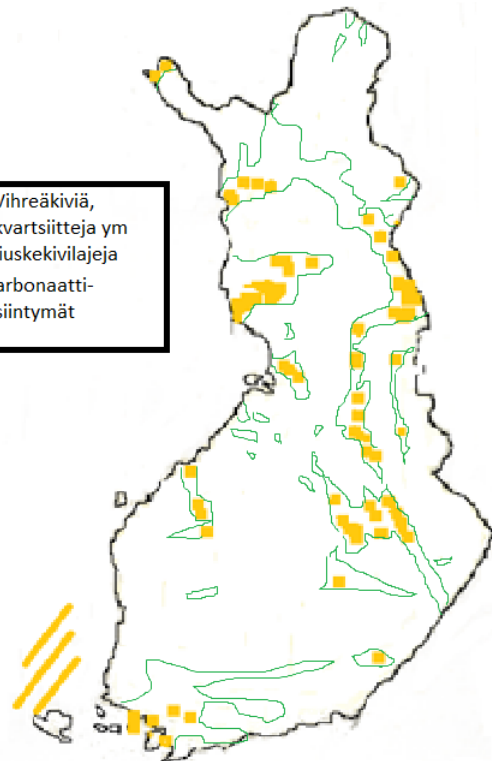 Vihreäkiviä,
kvartsiitteja ym
iuskekivilajeja
arbonaatti-
siintymät